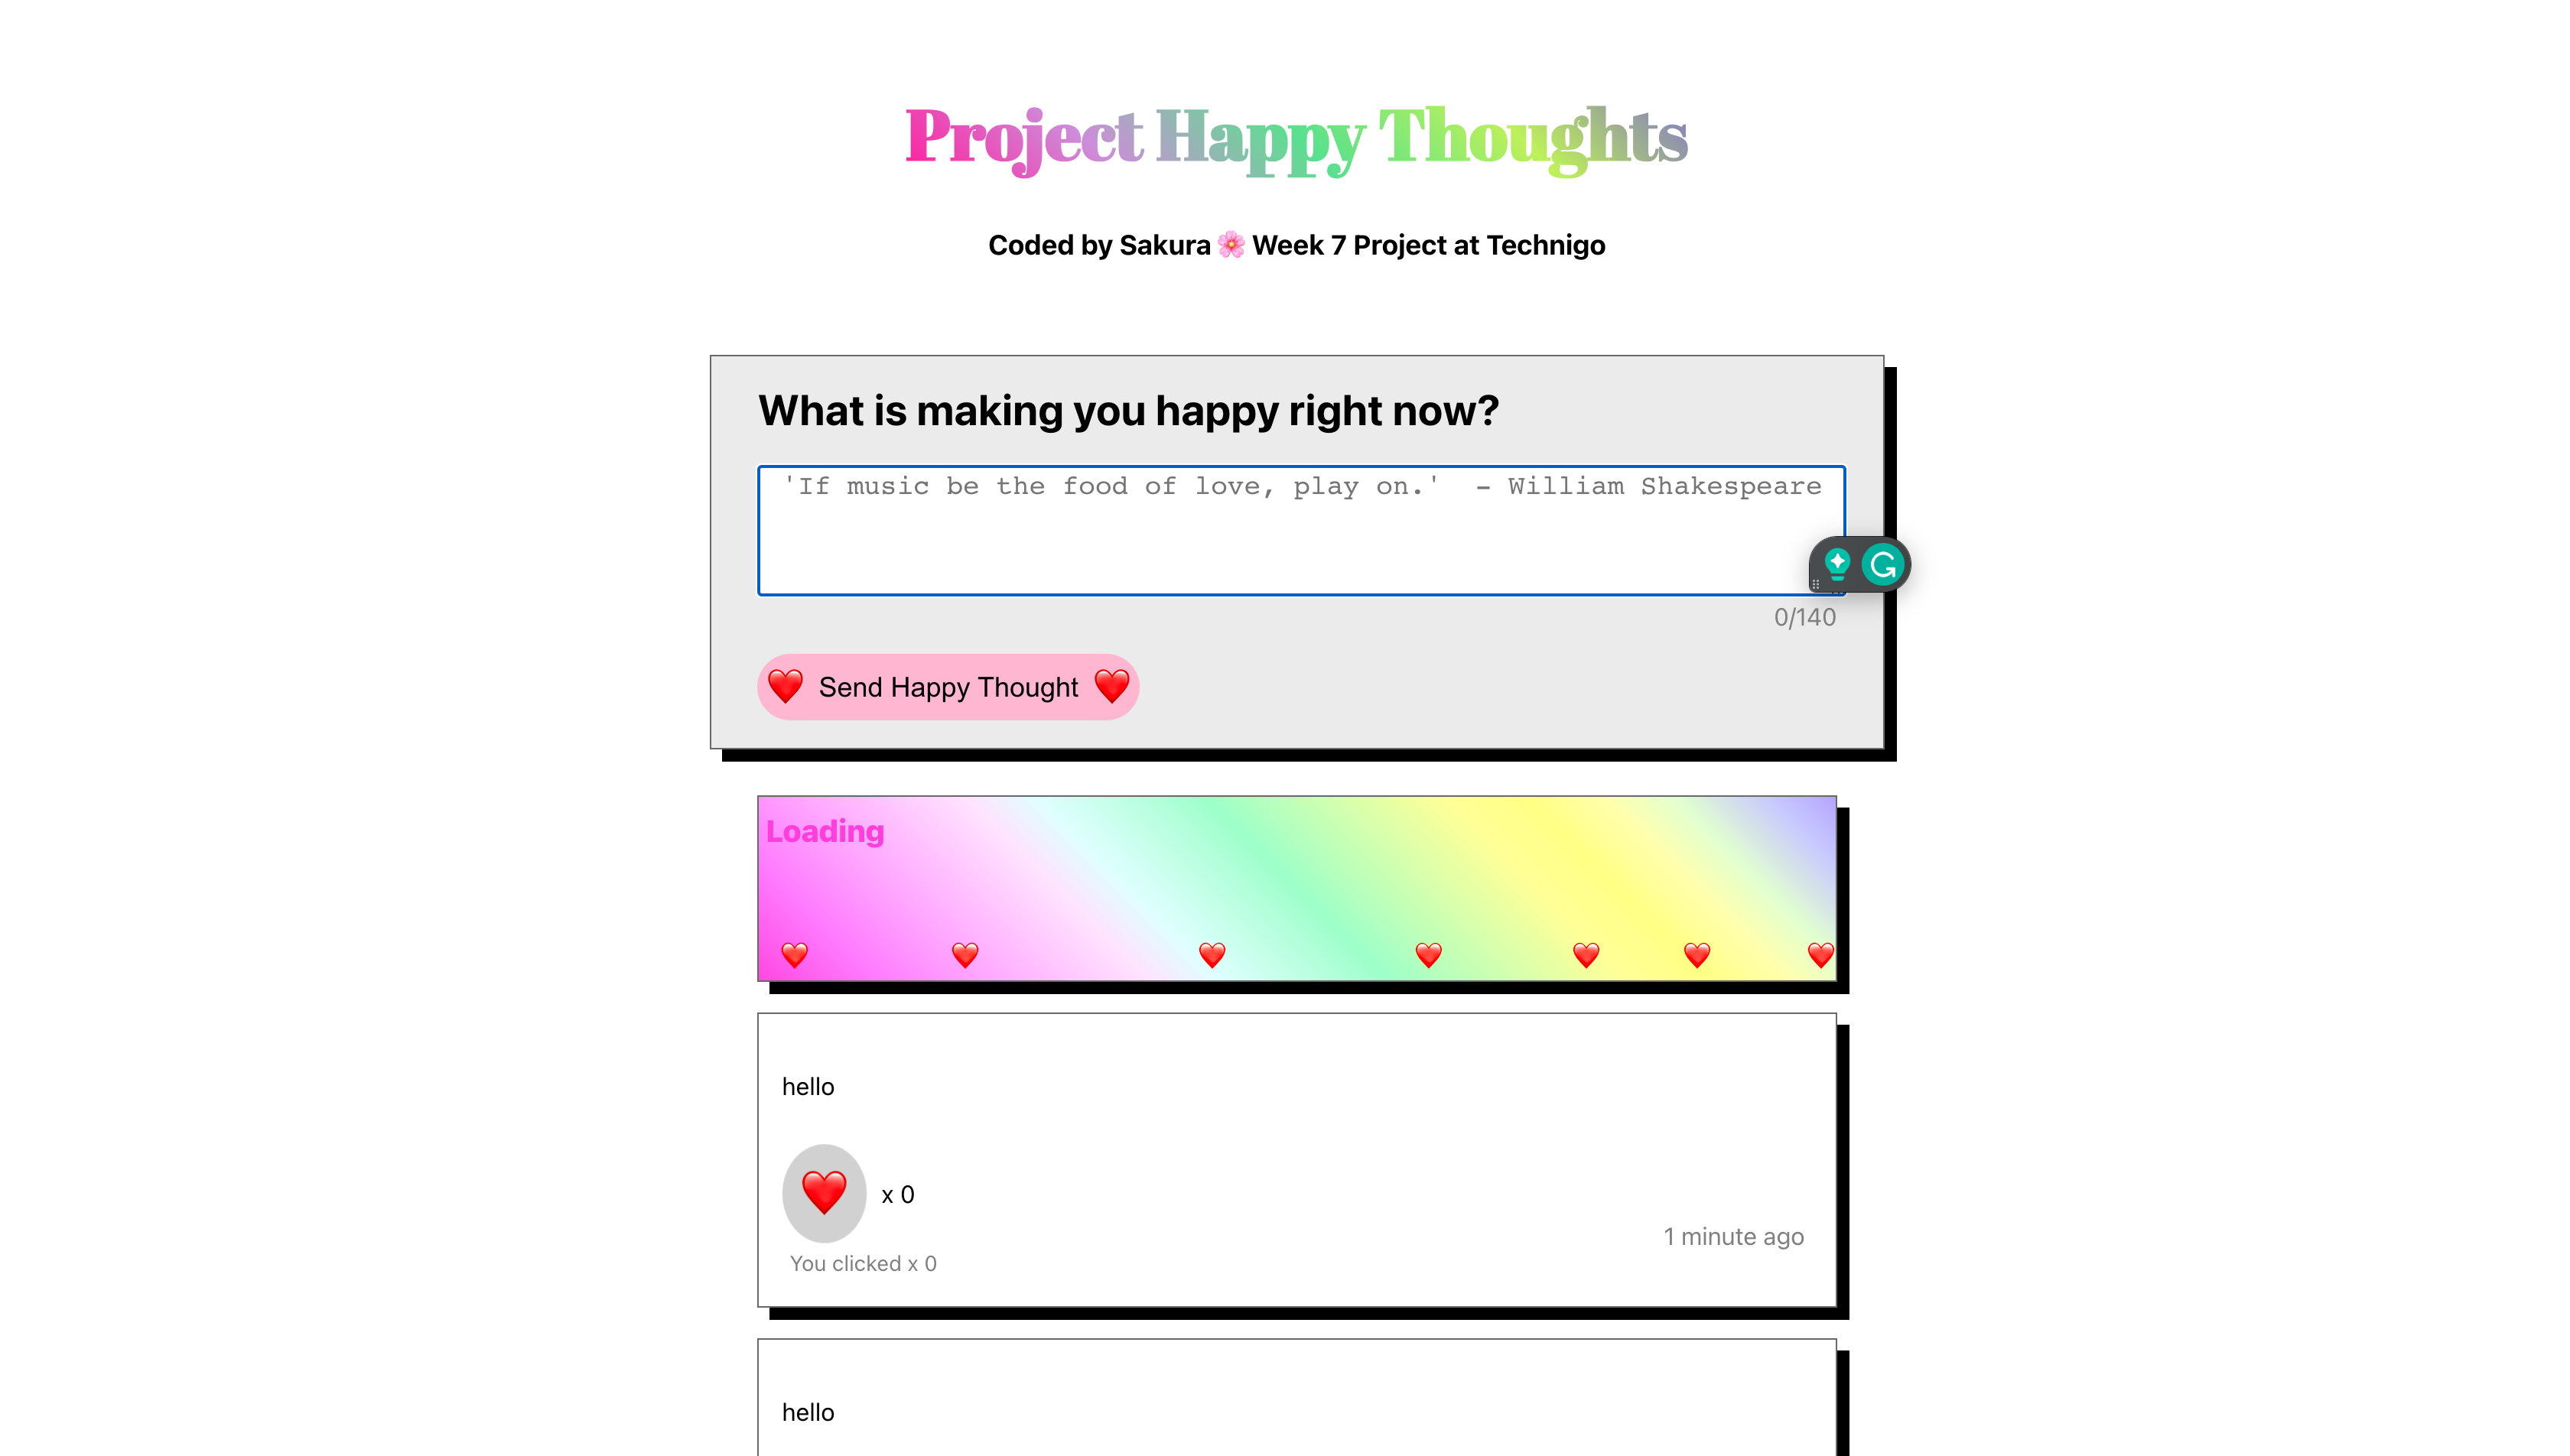 Project Happy Thoughts
Coded by Sakura 🌸 Week 7 Project at Technigo
What is making you happy right now?
'If music be the food of love, play on.'  – William Shakespeare
0/140
❤️ Send Happy Thought ❤️
Loading
hello
x 0
1 minute ago
You clicked x 0
hello